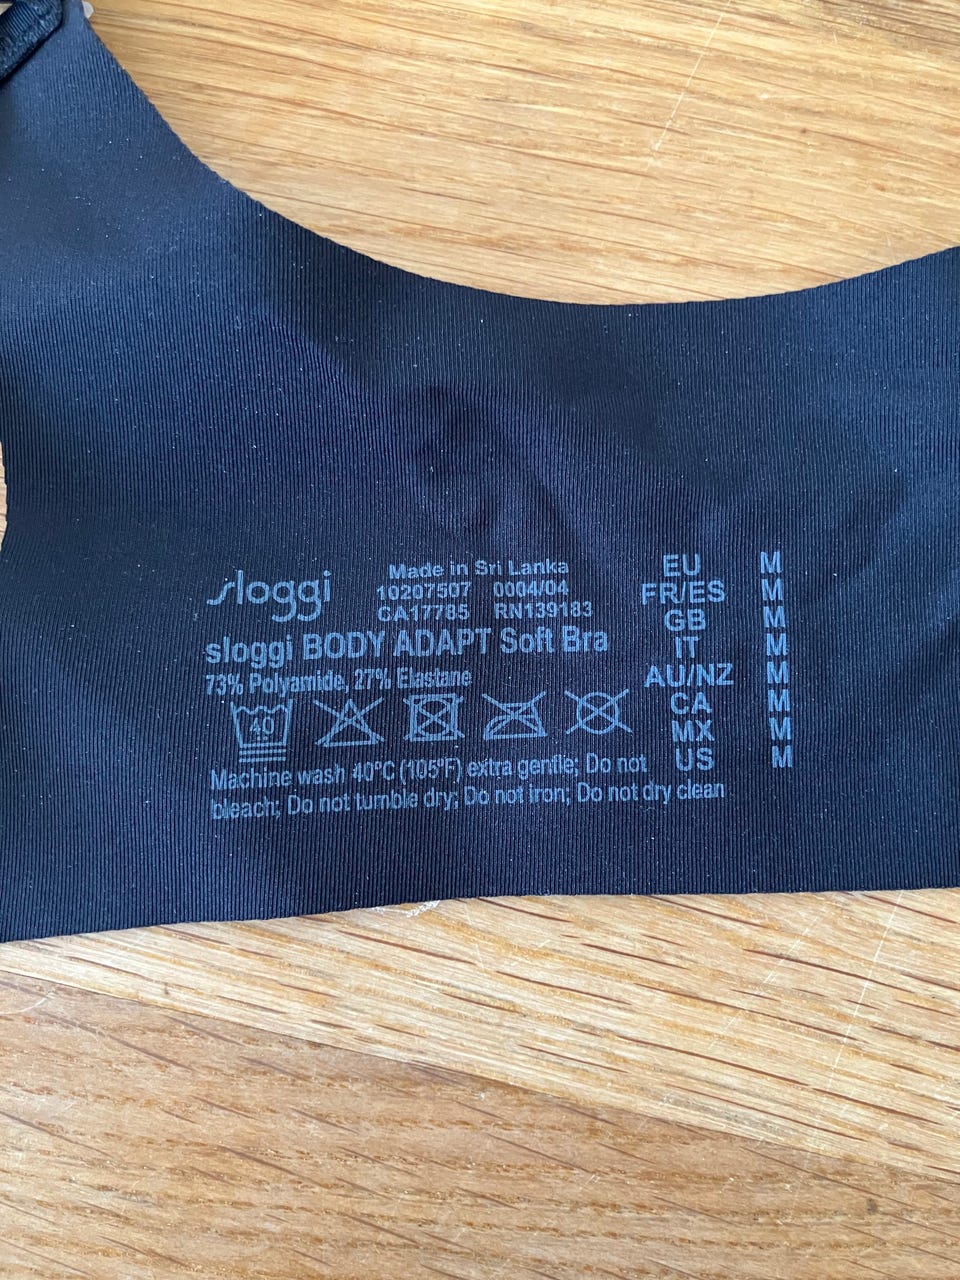 sloggi
Made in Sri Lanka
10207507 0004/04
CA17785 RN139183
sloggi BODY ADAPT Soft Bra
73% Polyamide, 27% Elastane
40
Machine wash 40°C (105°F) extra gentle; Do not
bleach; Do not tumble dry; Do not iron; Do not dry clean
EU M
FR/ES M
GB M
IT M
AU/NZ M
CA M
MX M
US M